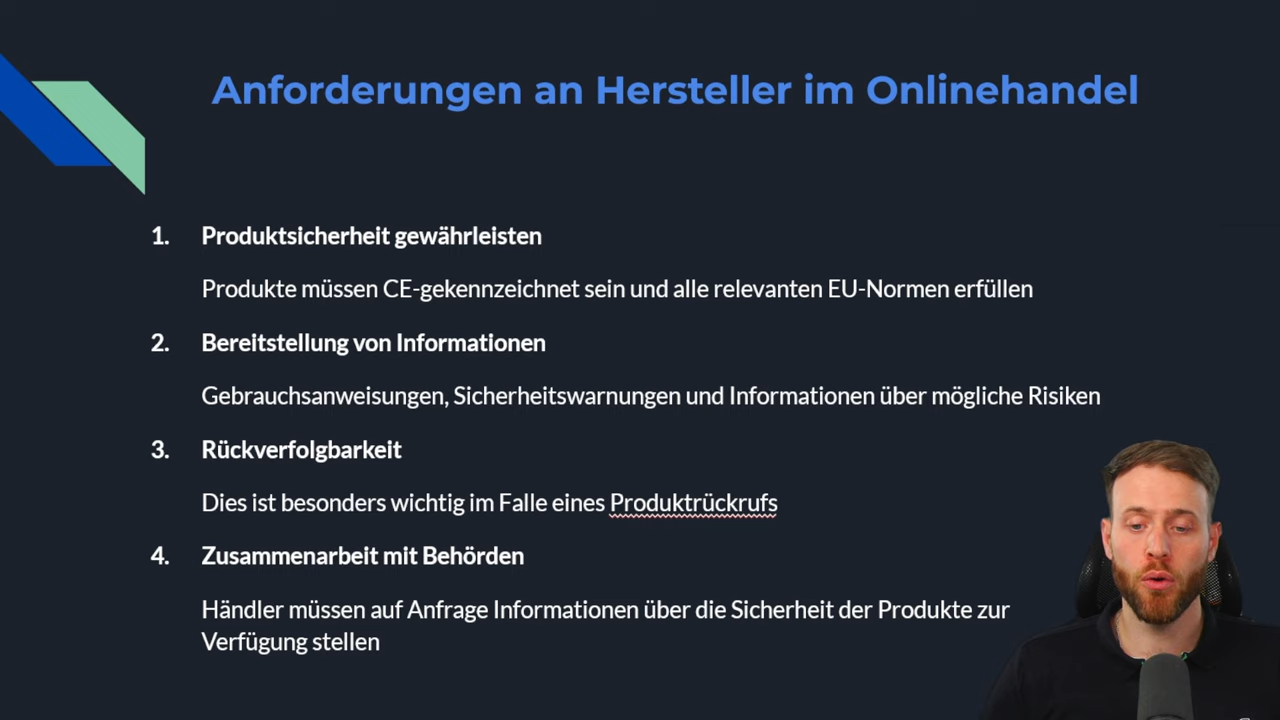 Anforderungen an Hersteller im Onlinehandel
1. Produktsicherheit gewährleisten
Produkte müssen CE-gekennzeichnet sein und alle relevanten EU-Normen erfüllen
2. Bereitstellung von Informationen
Gebrauchsanweisungen, Sicherheitswarnungen und Informationen über mögliche Risiken
3. Rückverfolgbarkeit
Dies ist besonders wichtig im Falle eines Produktrückrufs
4. Zusammenarbeit mit Behörden
Händler müssen auf Anfrage Informationen über die Sicherheit der Produkte zur
Verfügung stellen